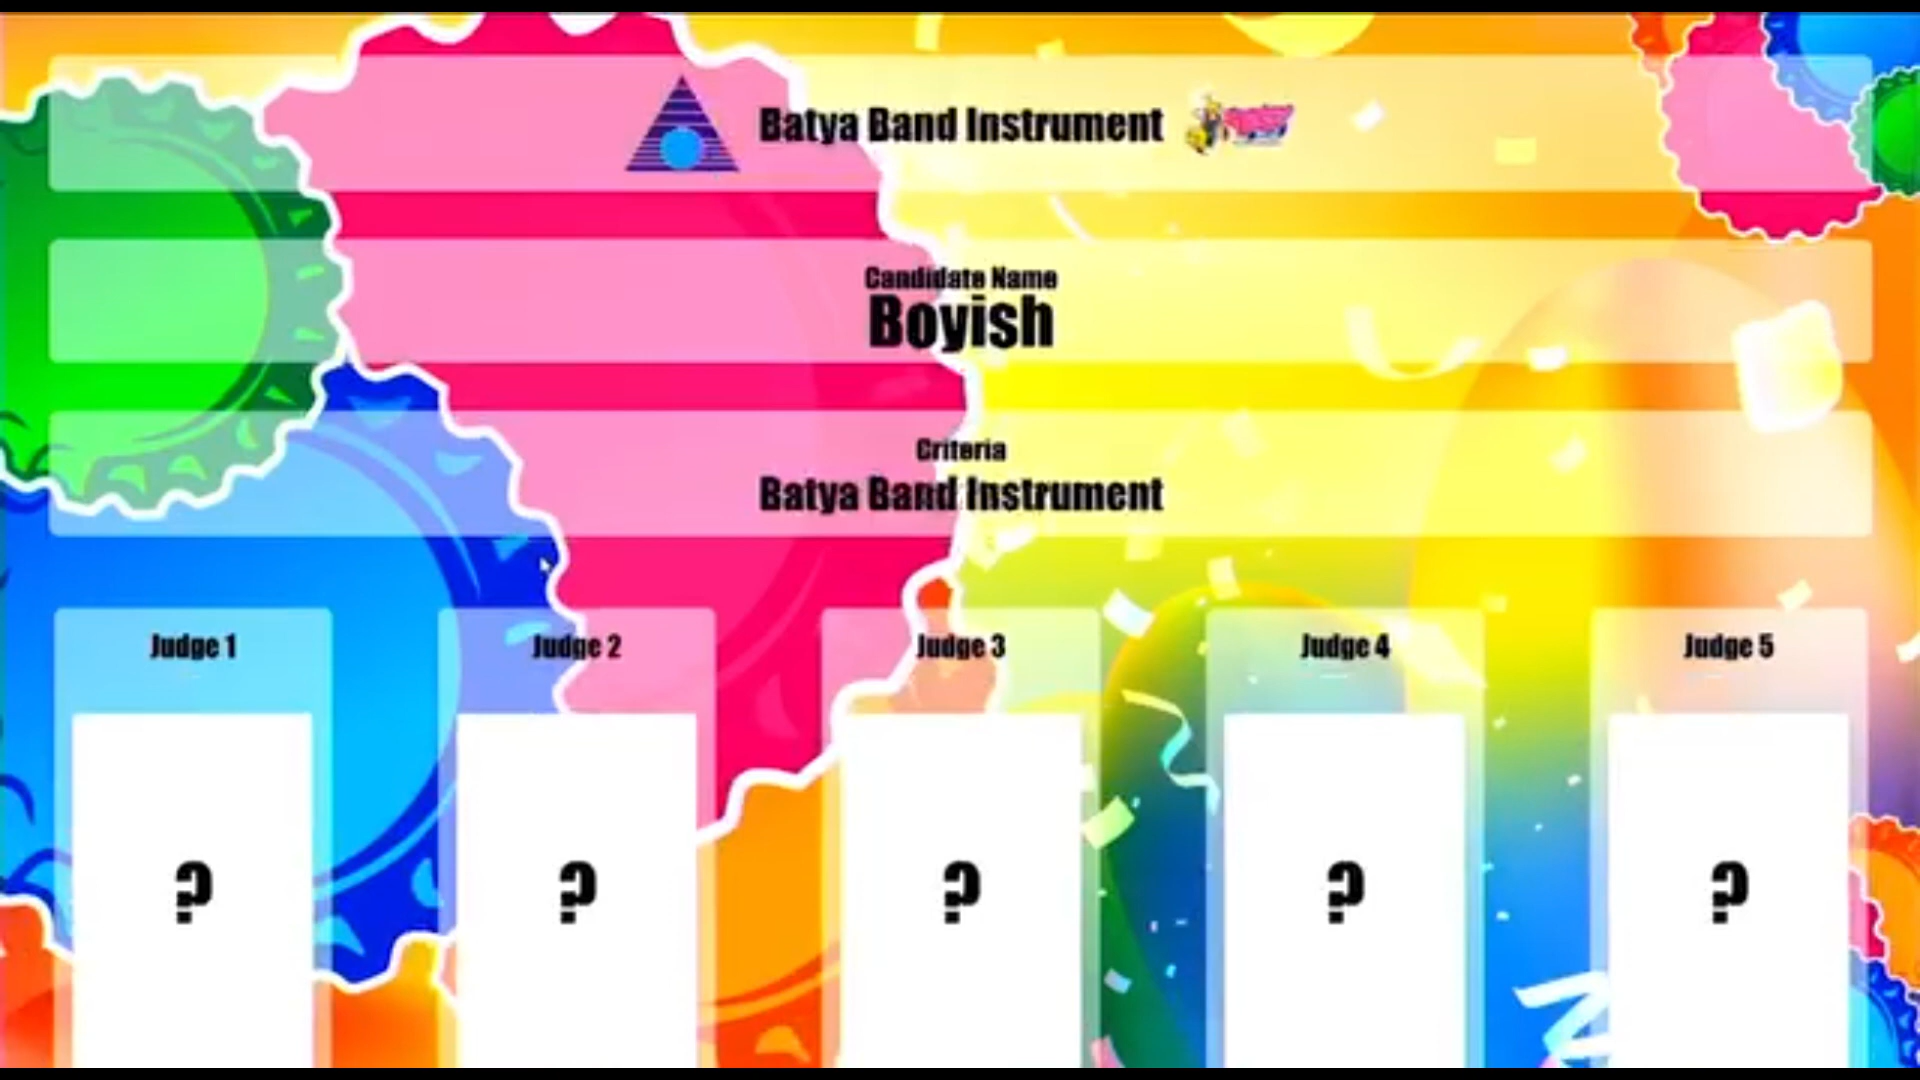 Batya Band Instrument
Candidate Name
Boyish
Criteria
Batya Band Instrument
Judge 1
Judge 2
Judge 3
Judge 4
Judge 5
?
?
?
?
?